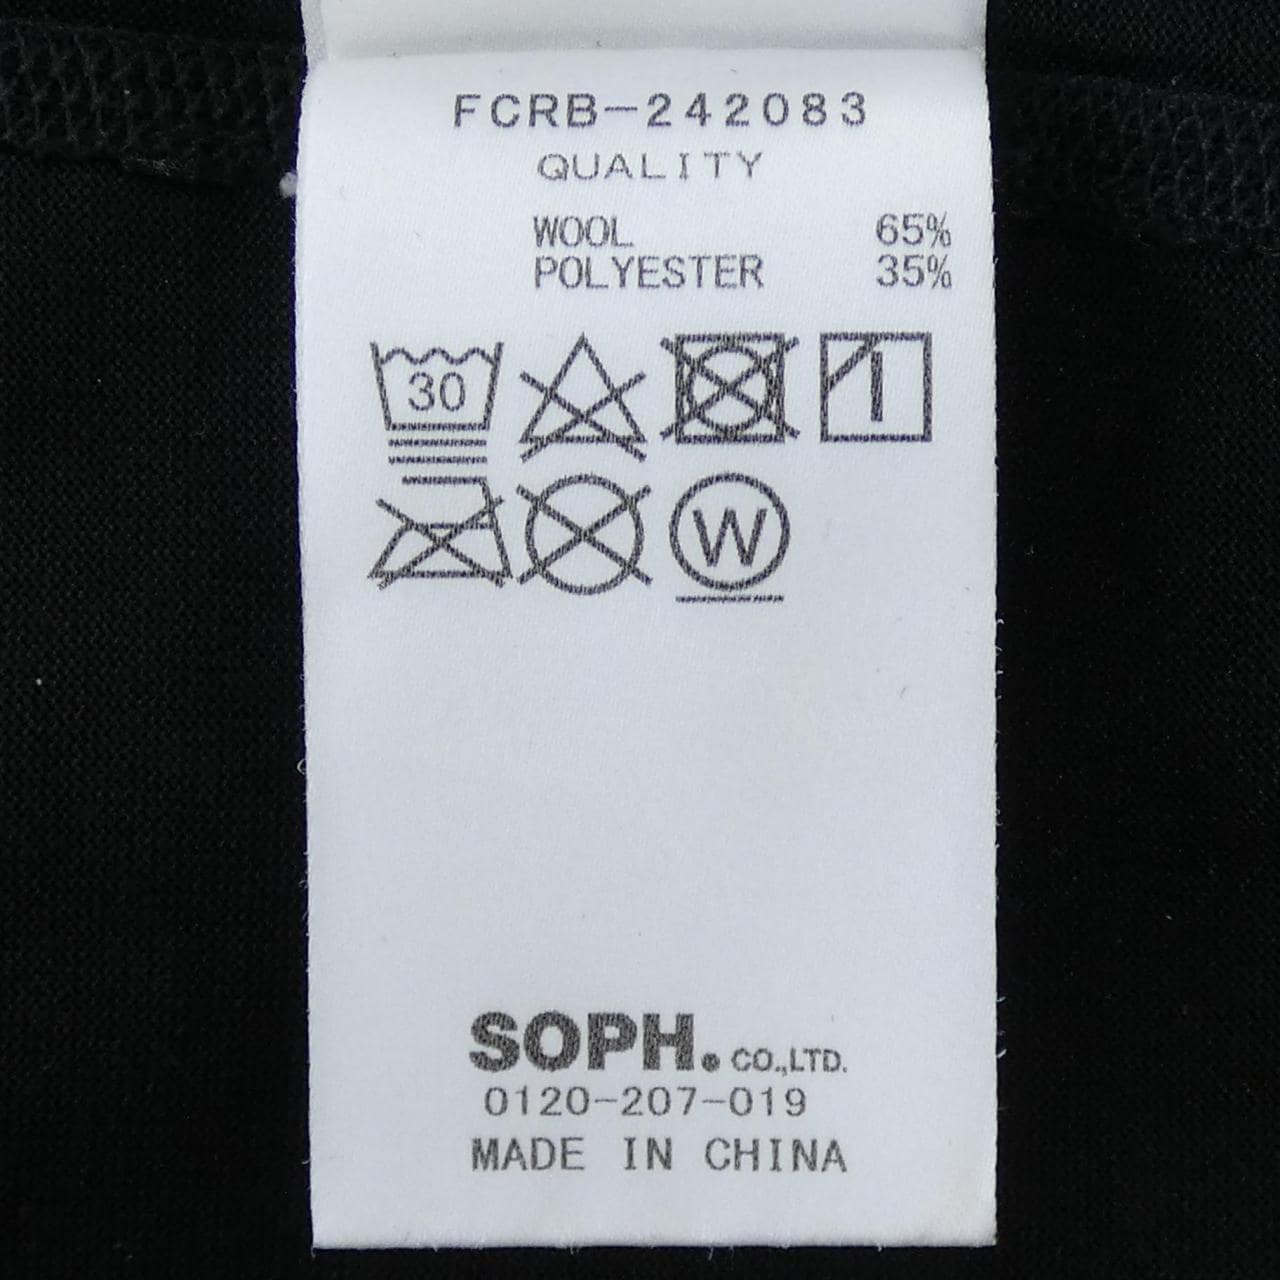 FCRB-242083
QUALITY
WOOL 65%
POLYESTER 35%
30
W
SOPH. CO.,LTD.
0120-207-019
MADE IN CHINA